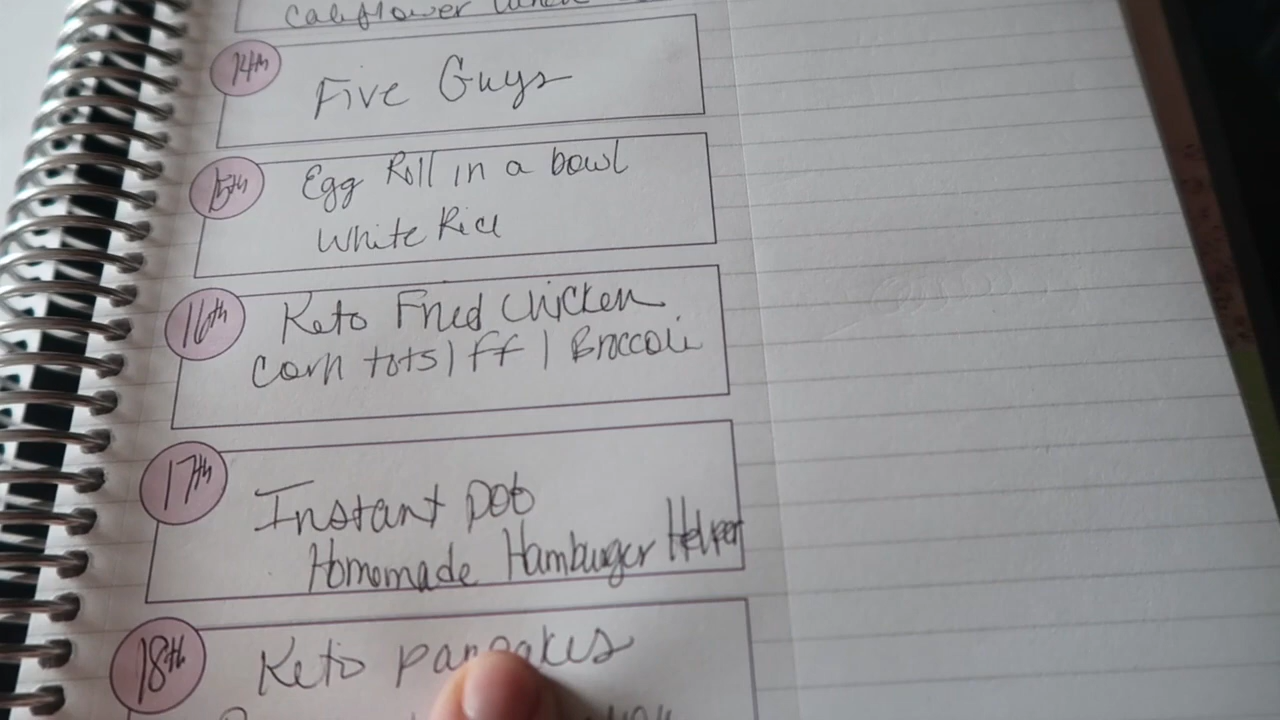 Califlower
14th
Five Guys
15th
Egg Roll in a bowl
White Rice
16th
Keto Fried Chicken
Corn tots/ff/Broccoli
17th
Instant Pot
Homemade Hamburger Helper
18th
Keto pancakes